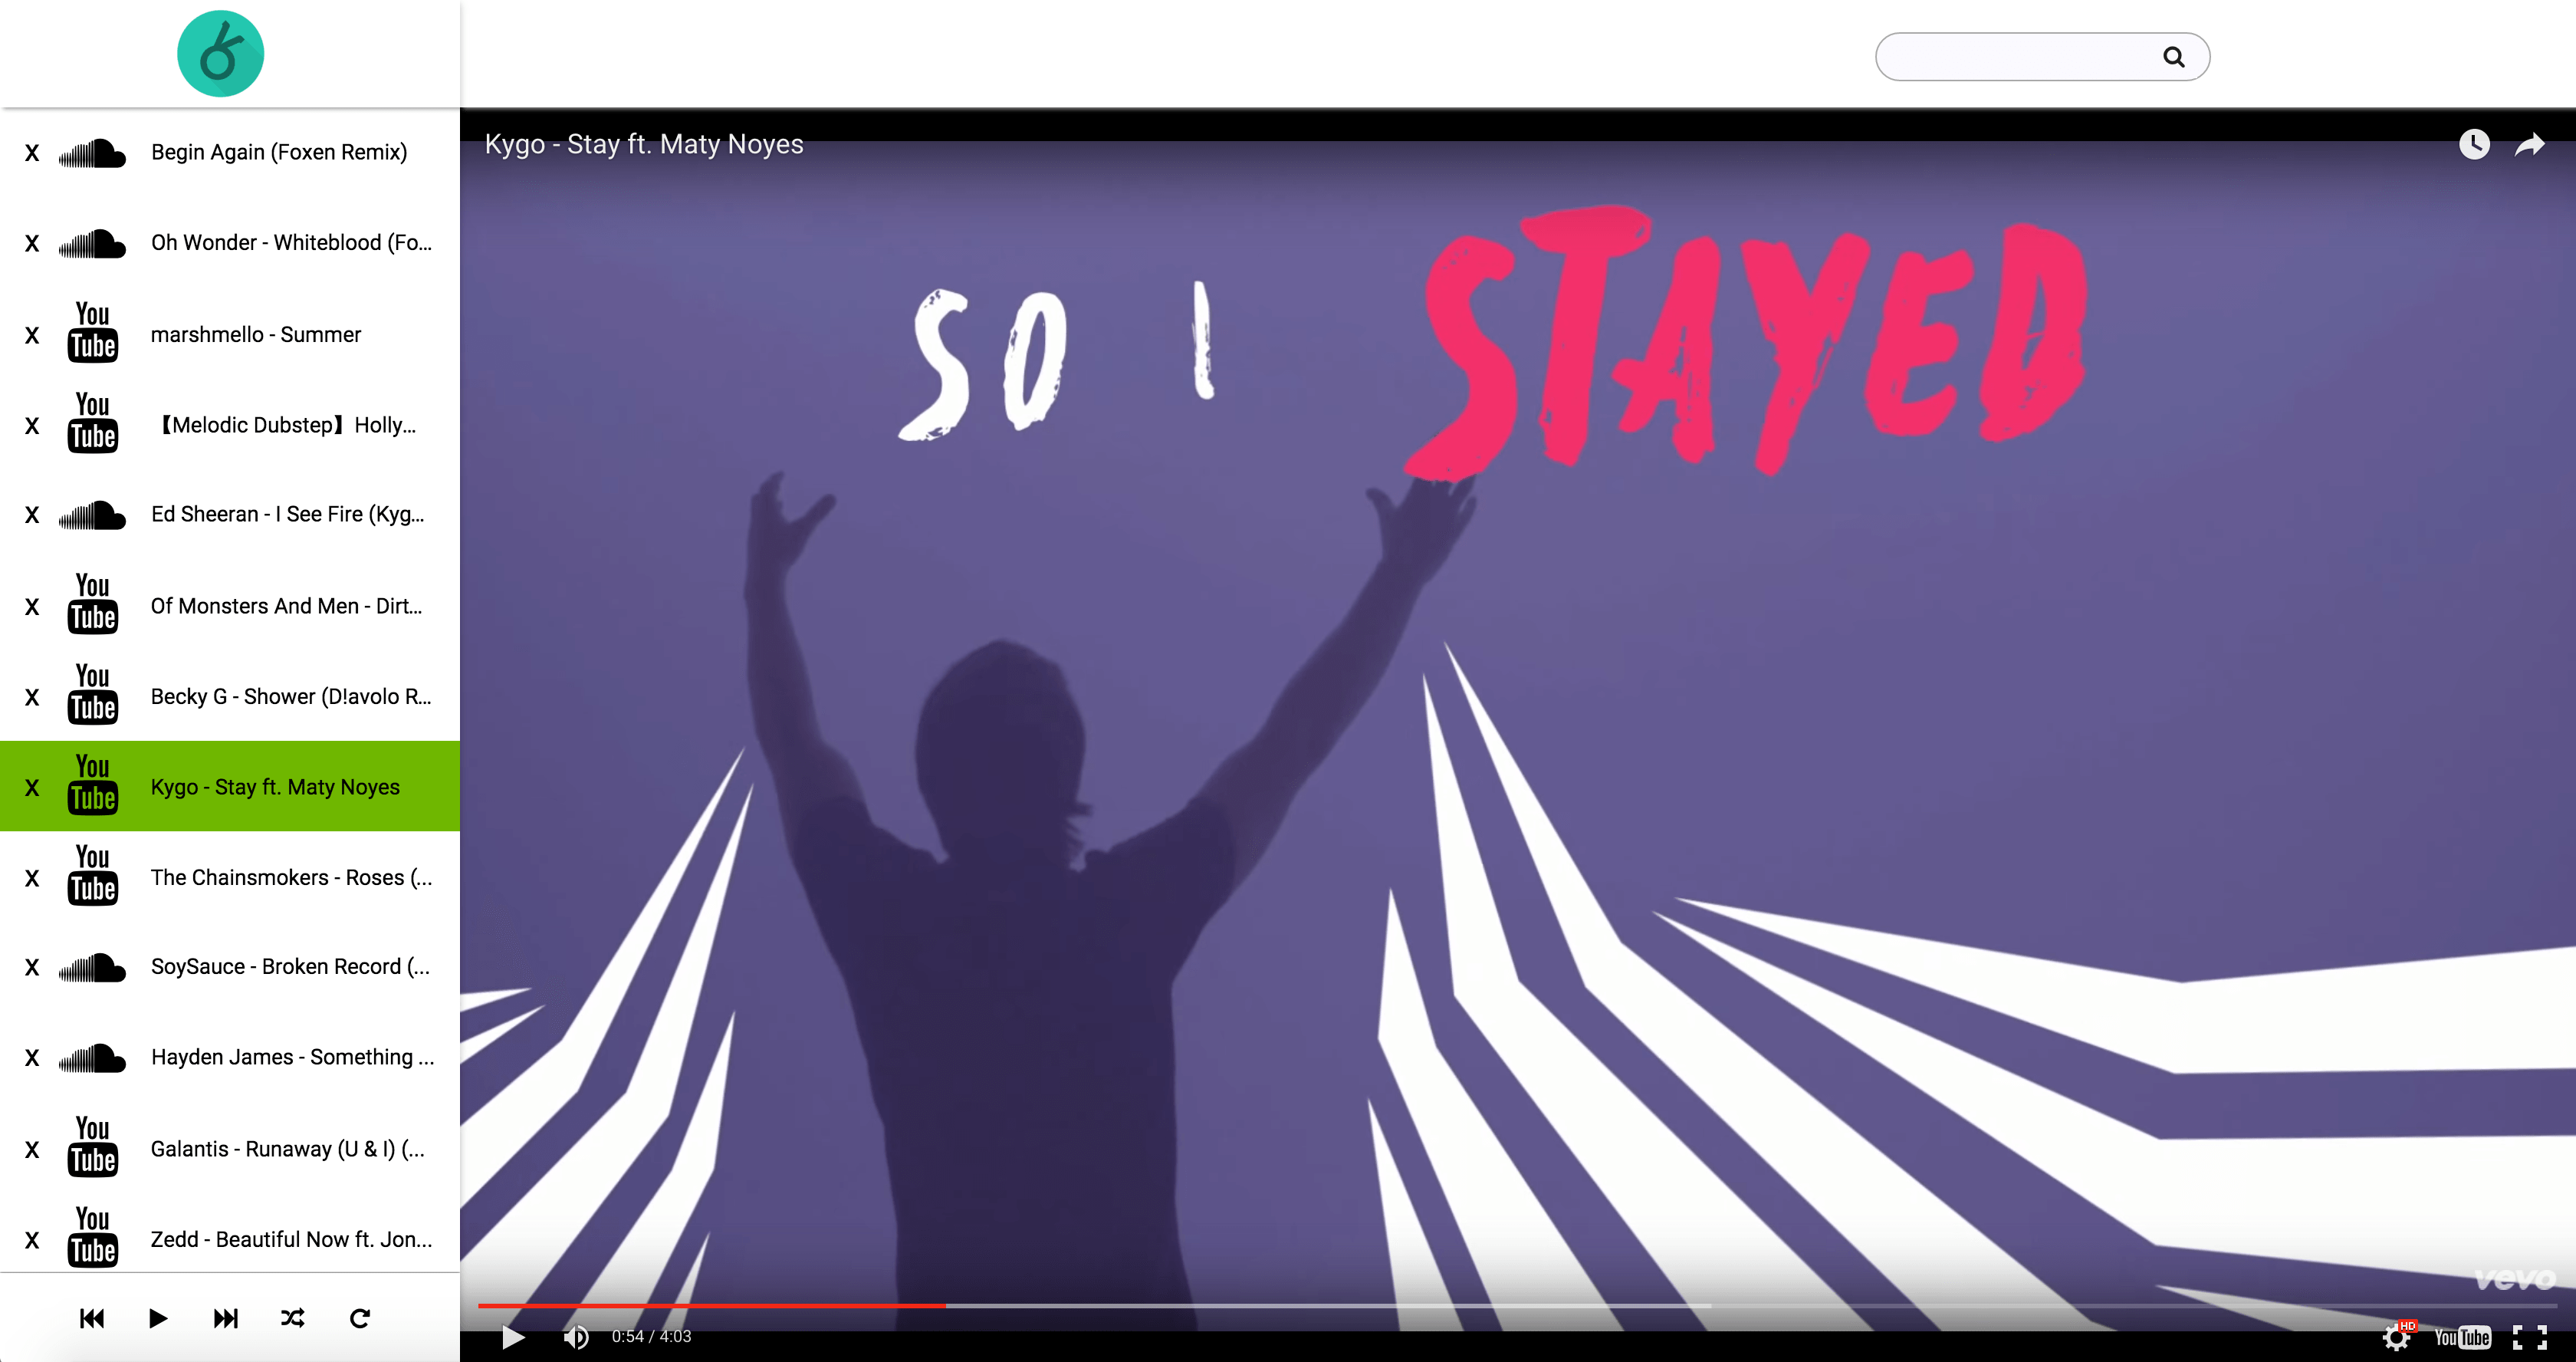 X Begin Again (Foxen Remix)
X Oh Wonder - Whiteblood (Fo...
X You Tube marshmello - Summer
X You Tube 【Melodic Dubstep】Holly...
X Ed Sheeran - I See Fire (Kyg...
X You Tube Of Monsters And Men - Dirt...
X You Tube Becky G - Shower (D!avolo R...
X You Tube Kygo - Stay ft. Maty Noyes
X You Tube The Chainsmokers - Roses (...
X SoySauce - Broken Record (...
X Hayden James - Something ...
X You Tube Galantis - Runaway (U & I) (...
X You Tube Zedd - Beautiful Now ft. Jon...
Kygo - Stay ft. Maty Noyes
SO I STAYED
vevo
0:54 / 4:03
HD
YouTube